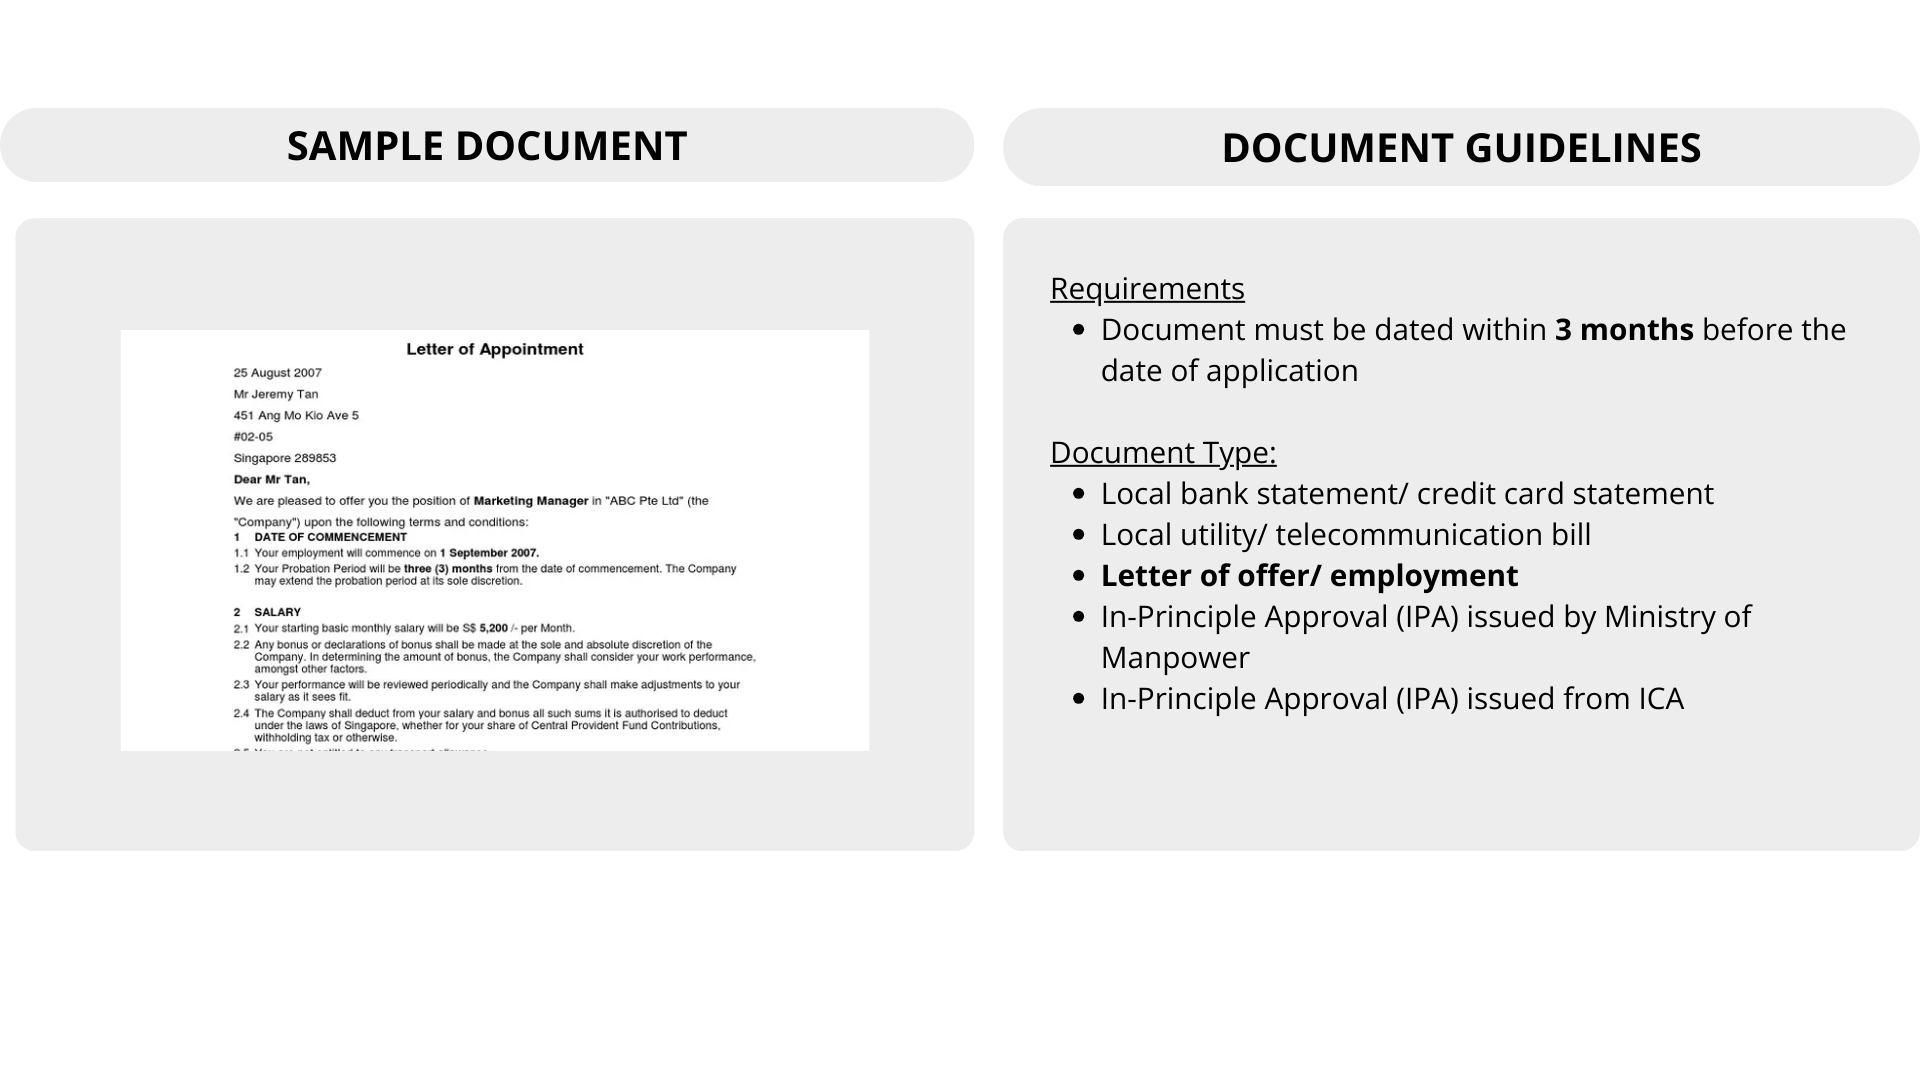 SAMPLE DOCUMENT
Letter of Appointment
25 August 2007
Mr Jeremy Tan
451 Ang Mo Kio Ave 5
#02-05
Singapore 289853
Dear Mr Tan,
We are pleased to offer you the position of Marketing Manager in "ABC Pte Ltd" (the
"Company") upon the following terms and conditions:
1 DATE OF COMMENCEMENT
1.1 Your employment will commence on 1 September 2007.
1.2 Your Probation Period will be three (3) months from the date of commencement. The Company
may extend the probation period at its sole discretion.
2 SALARY
2.1 Your starting basic monthly salary will be S$ 5,200 /- per Month.
2.2 Any bonus or declarations of bonus shall be made at the sole and absolute discretion of the
Company. In determining the amount of bonus, the Company shall consider your work performance,
amongst other factors.
2.3 Your performance will be reviewed periodically and the Company shall make adjustments to your
salary as it sees fit.
2.4 The Company shall deduct from your salary and bonus all such sums it is authorised to deduct
under the laws of Singapore, whether for your share of Central Provident Fund Contributions,
withholding tax or otherwise.
DOCUMENT GUIDELINES
Requirements
Document must be dated within 3 months before the
date of application
Document Type:
Local bank statement/ credit card statement
Local utility/ telecommunication bill
Letter of offer/ employment
In-Principle Approval (IPA) issued by Ministry of
Manpower
In-Principle Approval (IPA) issued from ICA